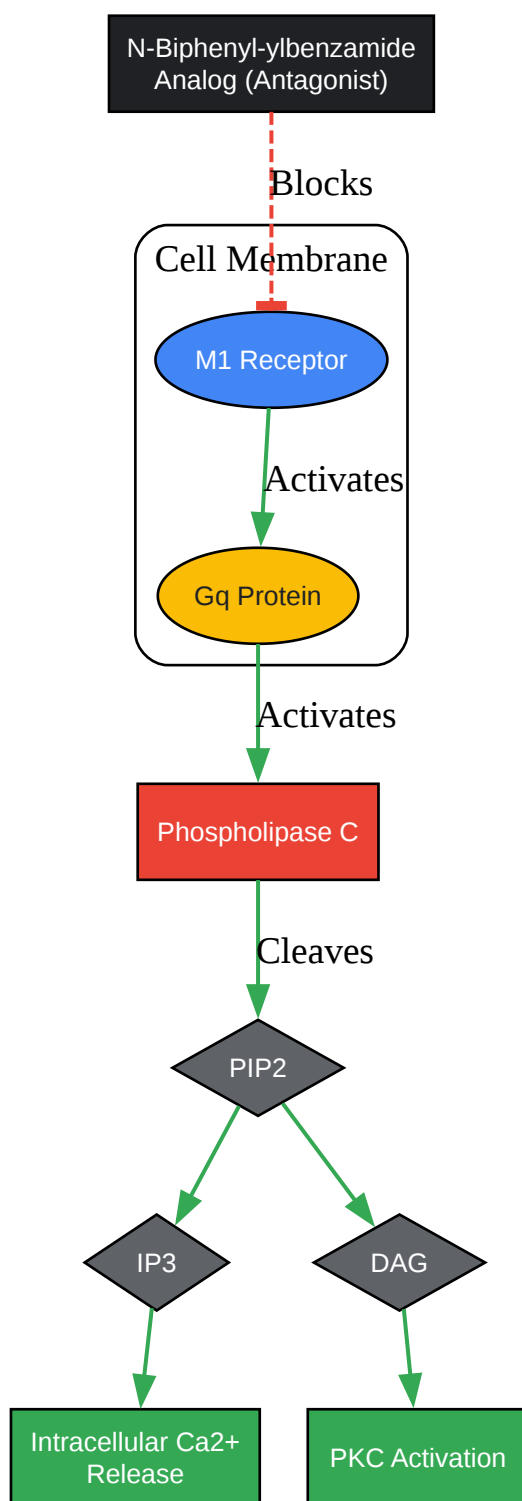 N-Biphenyl-ylbenzamide
Analog (Antagonist)
Blocks
Cell Membrane
M1 Receptor
Activates
Gq Protein
Activates
Phospholipase C
Cleaves
PIP2
IP3
DAG
Intracellular Ca2+
Release
PKC Activation